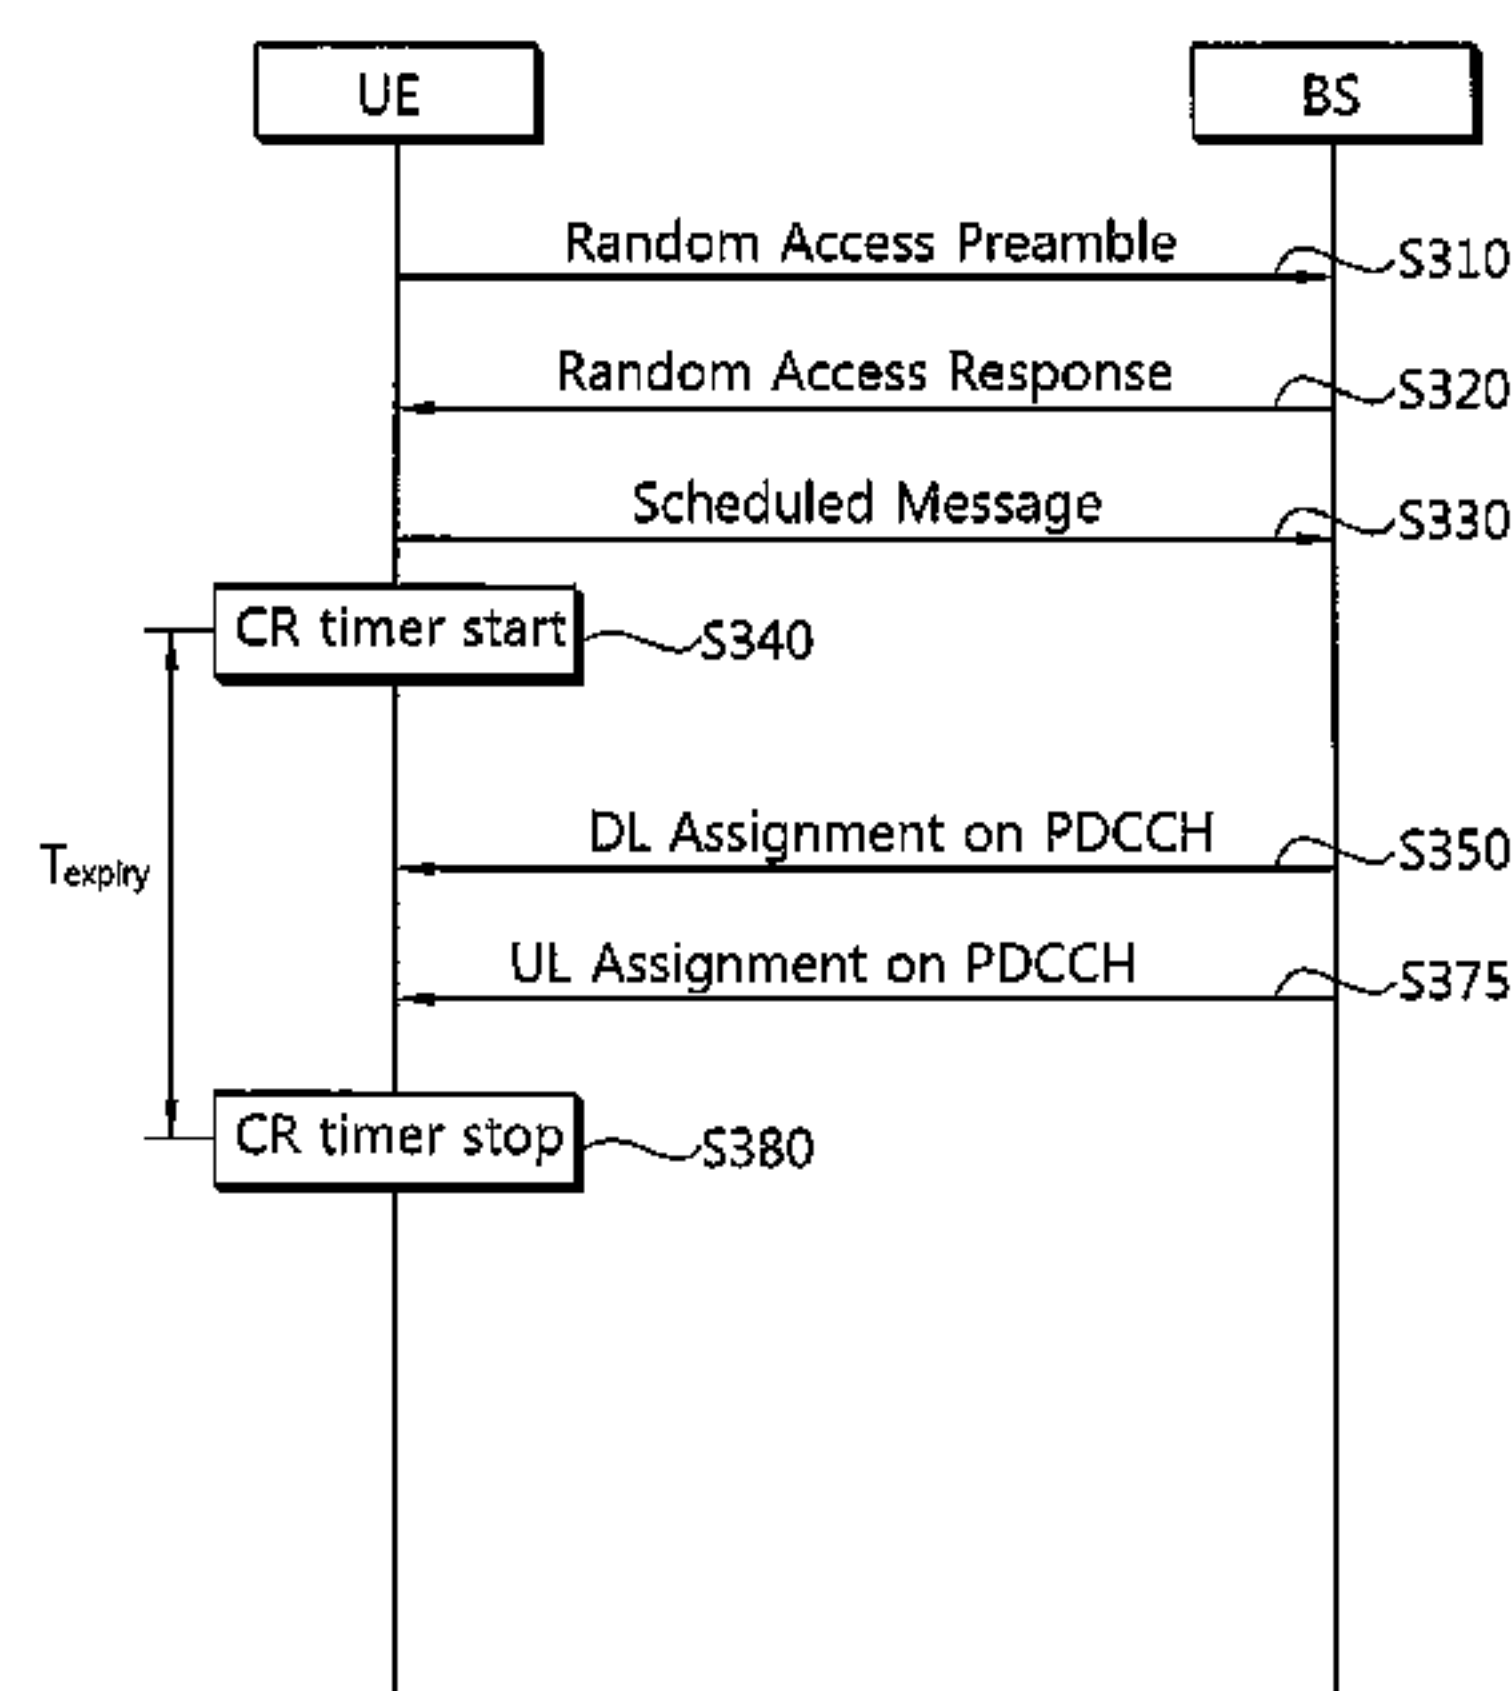 UE
BS
Random Access Preamble
S310
Random Access Response
S320
Scheduled Message
S330
CR timer start
S340
DL Assignment on PDCCH
S350
Texpiry
UL Assignment on PDCCH
S375
CR timer stop
S380